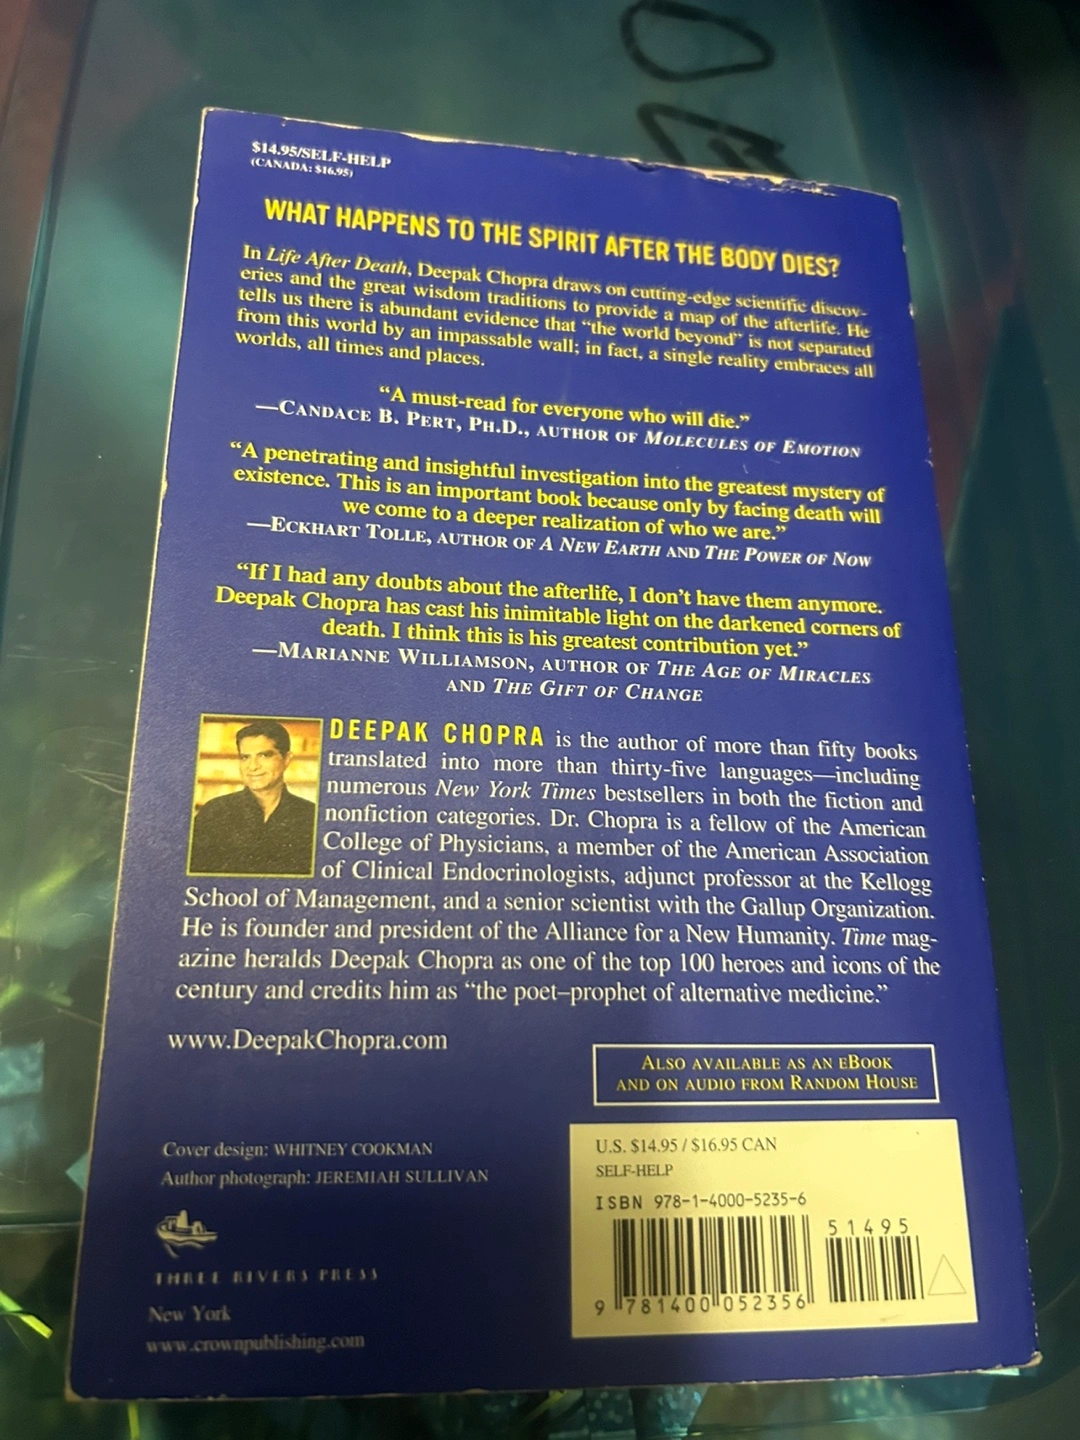 $14.95/SELF-HELP
(CANADA: $16.95)
WHAT HAPPENS TO THE SPIRIT AFTER THE BODY DIES?
In Life After Death, Deepak Chopra draws on cutting-edge scientific discov-
eries and the great wisdom traditions to provide a map of the afterlife. He
tells us there is abundant evidence that “the world beyond” is not separated
from this world by an impassable wall; in fact, a single reality embraces all
worlds, all times and places.
“A must-read for everyone who will die.”
—CANDACE B. PERT, PH.D., AUTHOR OF MOLECULES OF EMOTION
“A penetrating and insightful investigation into the greatest mystery of
existence. This is an important book because only by facing death will
we come to a deeper realization of who we are.”
—ECKHART TOLLE, AUTHOR OF A NEW EARTH AND THE POWER OF NOW
“If I had any doubts about the afterlife, I don’t have them anymore.
Deepak Chopra has cast his inimitable light on the darkened corners of
death. I think this is his greatest contribution yet.”
—MARIANNE WILLIAMSON, AUTHOR OF THE AGE OF MIRACLES
AND THE GIFT OF CHANGE
DEEPAK CHOPRA is the author of more than fifty books
translated into more than thirty-five languages—including
numerous New York Times bestsellers in both the fiction and
nonfiction categories. Dr. Chopra is a fellow of the American
College of Physicians, a member of the American Association
of Clinical Endocrinologists, adjunct professor at the Kellogg
School of Management, and a senior scientist with the Gallup Organization.
He is founder and president of the Alliance for a New Humanity. Time mag-
azine heralds Deepak Chopra as one of the top 100 heroes and icons of the
century and credits him as “the poet–prophet of alternative medicine.”
www.DeepakChopra.com
ALSO AVAILABLE AS AN EBOOK
AND ON AUDIO FROM RANDOM HOUSE
Cover design: WHITNEY COOKMAN
Author photograph: JEREMIAH SULLIVAN
THREE RIVERS PRESS
New York
www.crownpublishing.com
U.S. $14.95 / $16.95 CAN
SELF-HELP
ISBN 978-1-4000-5235-6
51495
9 781400 052356